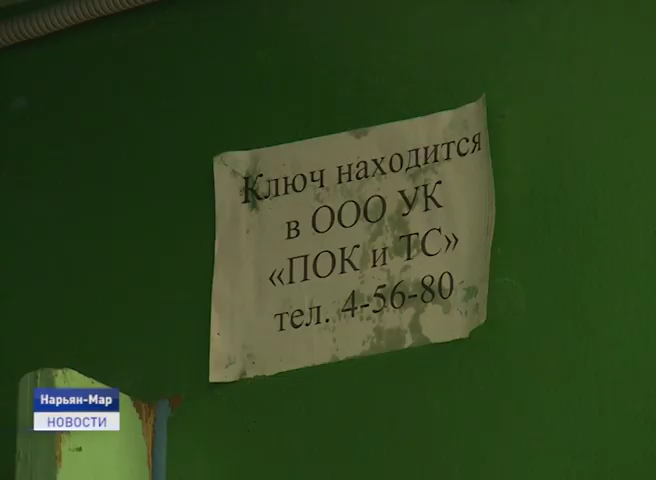 Ключ находится
в ООО УК
«ПОК и ТС»
тел. 4-56-80
Нарьян-Мар
НОВОСТИ